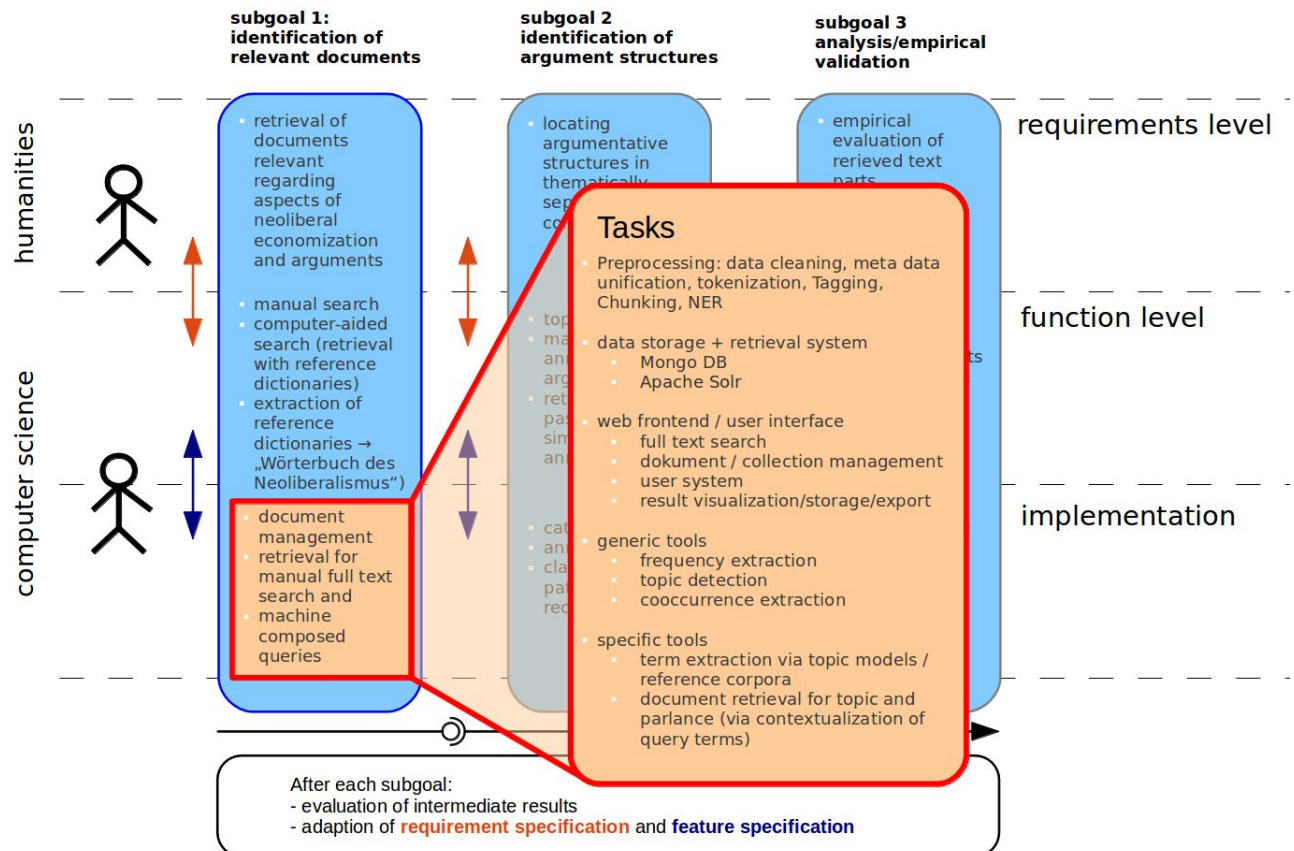 subgoal 1:
identification of
relevant documents
subgoal 2
identification of
argument structures
subgoal 3
analysis/empirical
validation
humanities
computer science
requirements level
function level
implementation
retrieval of
documents
relevant
regarding
aspects of
neoliberal
economization
and arguments
manual search
computer-aided
search (retrieval
with reference
dictionaries)
extraction of
reference
dictionaries →
„Wörterbuch des
Neoliberalismus“)
document
management
retrieval for
manual full text
search and
machine
composed
queries
locating
argumentative
structures in
thematically
empirical
evaluation of
rerieved text
parts
Tasks
Preprocessing: data cleaning, meta data
unification, tokenization, Tagging,
Chunking, NER
data storage + retrieval system
Mongo DB
Apache Solr
web frontend / user interface
full text search
dokument / collection management
user system
result visualization/storage/export
generic tools
frequency extraction
topic detection
cooccurrence extraction
specific tools
term extraction via topic models /
reference corpora
document retrieval for topic and
parlance (via contextualization of
query terms)
After each subgoal:
- evaluation of intermediate results
- adaption of requirement specification and feature specification